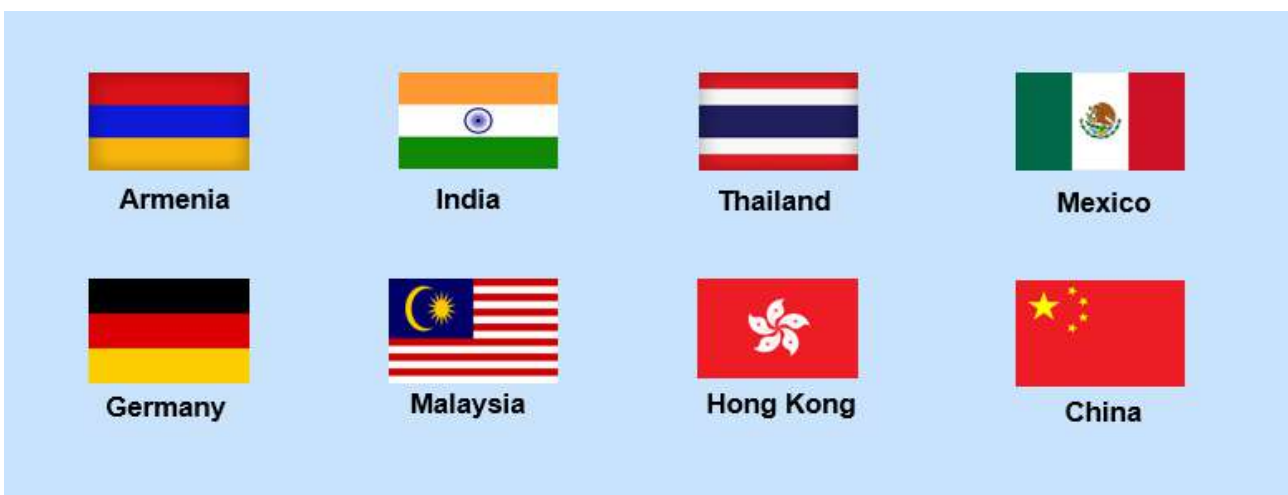 Armenia
India
Thailand
Mexico
Germany
Malaysia
Hong Kong
China